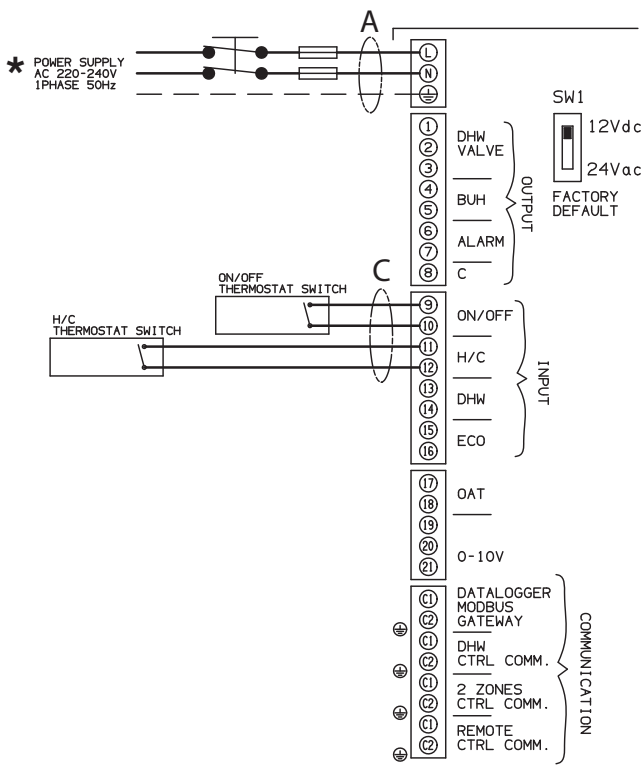 A
* POWER SUPPLY
AC 220-240V
1PHASE 50Hz
L
N
SW1
12Vdc
24Vac
FACTORY
DEFAULT
1
2
3
4
5
6
7
8
DHW
VALVE
BUH
ALARM
C
OUTPUT
C
ON/OFF
THERMOSTAT SWITCH
H/C
THERMOSTAT SWITCH
9
10
11
12
13
14
15
16
ON/OFF
H/C
DHW
ECO
INPUT
17
18
19
20
21
OAT
0-10V
C1
C2
C1
C2
C1
C2
C1
C2
DATALOGGER
MODBUS
GATEWAY
DHW
CTRL COMM.
2 ZONES
CTRL COMM.
REMOTE
CTRL COMM.
COMMUNICATION